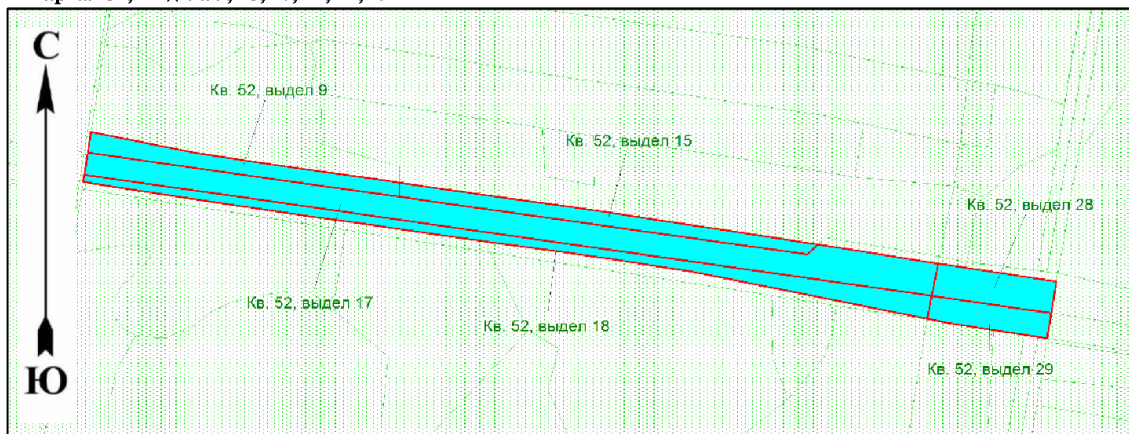 С
Кв. 52, выдел 9
Кв. 52, выдел 15
Кв. 52, выдел 28
Кв. 52, выдел 17
Кв. 52, выдел 18
Кв. 52, выдел 29
Ю